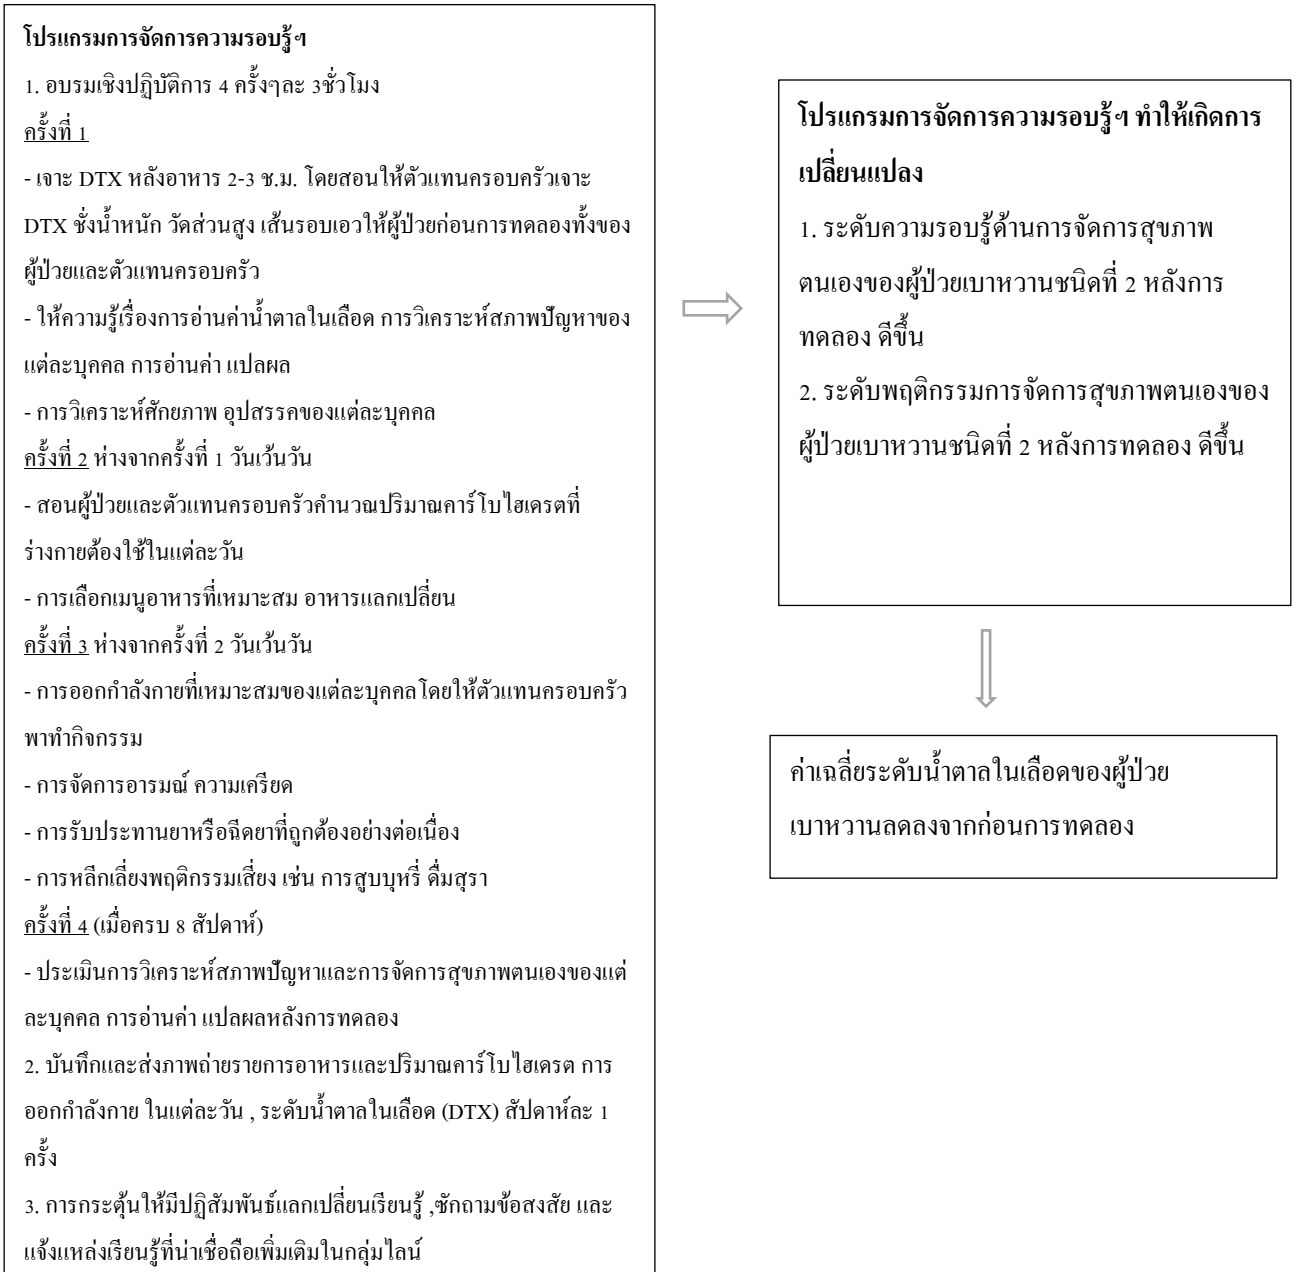 โปรแกรมการจัดการความรอบรู้ฯ
1. อบรมเชิงปฏิบัติการ 4 ครั้งๆละ 3ชั่วโมง
ครั้งที่ 1
- เจาะ DTX หลังอาหาร 2-3 ช.ม. โดยสอนให้ตัวแทนครอบครัวเจาะ
DTX ชั่งน้ำหนัก วัดส่วนสูง เส้นรอบเอวให้ผู้ป่วยก่อนการทดลองทั้งของ
ผู้ป่วยและตัวแทนครอบครัว
- ให้ความรู้เรื่องการอ่านค่าน้ำตาลในเลือด การวิเคราะห์สภาพปัญหาของ
แต่ละบุคคล การอ่านค่า แปลผล
- การวิเคราะห์ศักยภาพ อุปสรรคของแต่ละบุคคล
ครั้งที่ 2 ห่างจากครั้งที่ 1 วันเว้นวัน
- สอนผู้ป่วยและตัวแทนครอบครัวคำนวณปริมาณคาร์โบไฮเดรตที่
ร่างกายต้องใช้ในแต่ละวัน
- การเลือกเมนูอาหารที่เหมาะสม อาหารแลกเปลี่ยน
ครั้งที่ 3 ห่างจากครั้งที่ 2 วันเว้นวัน
- การออกกำลังกายที่เหมาะสมของแต่ละบุคคลโดยให้ตัวแทนครอบครัว
พาทำกิจกรรม
- การจัดการอารมณ์ ความเครียด
- การรับประทานยาหรือฉีดยาที่ถูกต้องอย่างต่อเนื่อง
- การหลีกเลี่ยงพฤติกรรมเสี่ยง เช่น การสูบบุหรี่ ดื่มสุรา
ครั้งที่ 4 (เมื่อครบ 8 สัปดาห์)
- ประเมินการวิเคราะห์สภาพปัญหาและการจัดการสุขภาพตนเองของแต่
ละบุคคล การอ่านค่า แปลผลหลังการทดลอง
2. บันทึกและส่งภาพถ่ายรายการอาหารและปริมาณคาร์โบไฮเดรต การ
ออกกำลังกาย ในแต่ละวัน , ระดับน้ำตาลในเลือด (DTX) สัปดาห์ละ 1
ครั้ง
3. การกระตุ้นให้มีปฏิสัมพันธ์แลกเปลี่ยนเรียนรู้ ,ซักถามข้อสงสัย และ
แจ้งแหล่งเรียนรู้ที่น่าเชื่อถือเพิ่มเติมในกลุ่มไลน์
โปรแกรมการจัดการความรอบรู้ฯ ทำให้เกิดการ
เปลี่ยนแปลง
1. ระดับความรอบรู้ด้านการจัดการสุขภาพ
ตนเองของผู้ป่วยเบาหวานชนิดที่ 2 หลังการ
ทดลอง ดีขึ้น
2. ระดับพฤติกรรมการจัดการสุขภาพตนเองของ
ผู้ป่วยเบาหวานชนิดที่ 2 หลังการทดลอง ดีขึ้น
ค่าเฉลี่ยระดับน้ำตาลในเลือดของผู้ป่วย
เบาหวานลดลงจากก่อนการทดลอง